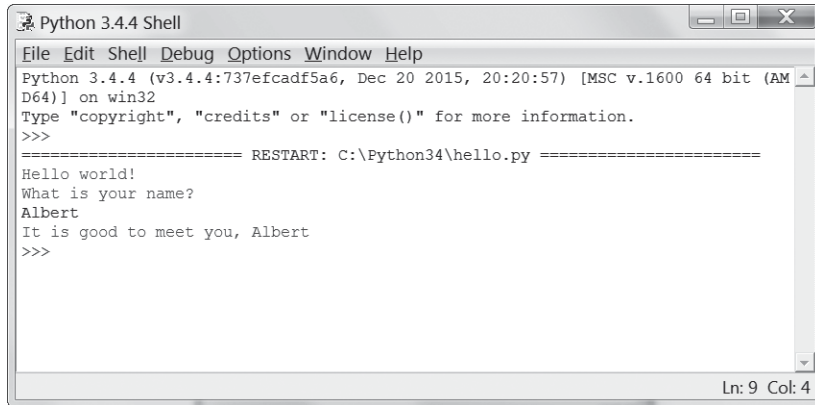 Python 3.4.4 Shell
File Edit Shell Debug Options Window Help
Python 3.4.4 (v3.4.4:737efcadf5a6, Dec 20 2015, 20:20:57) [MSC v.1600 64 bit (AM
D64)] on win32
Type "copyright", "credits" or "license()" for more information.
>>>
======================= RESTART: C:\Python34\hello.py =======================
Hello world!
What is your name?
Albert
It is good to meet you, Albert
>>>
Ln: 9 Col: 4